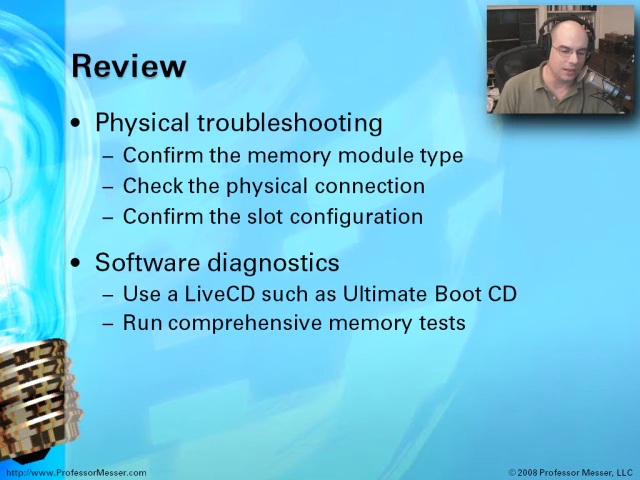 Review
• Physical troubleshooting
– Confirm the memory module type
– Check the physical connection
– Confirm the slot configuration
• Software diagnostics
– Use a LiveCD such as Ultimate Boot CD
– Run comprehensive memory tests
http://www.ProfessorMesser.com
© 2008 Professor Messer, LLC